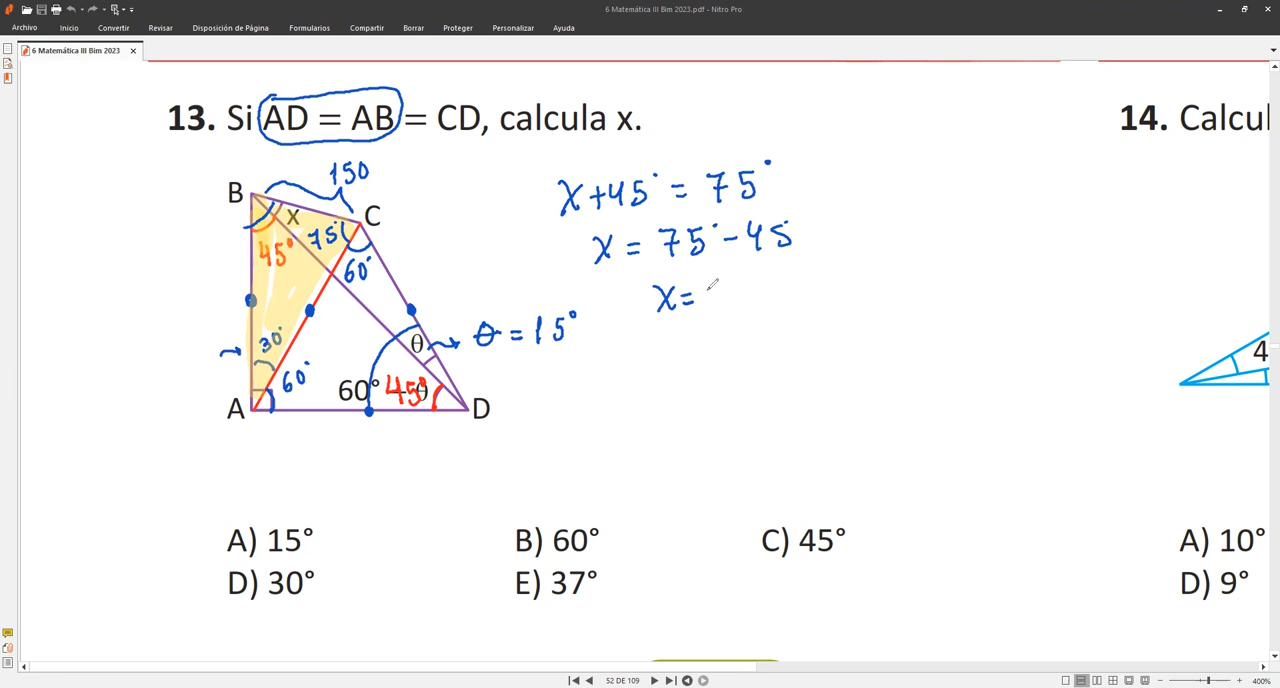 6 Matemática III Bim 2023.pdf - Nitro Pro
Archivo Inicio Convertir Revisar Disposición de Página Formularios Compartir Borrar Proteger Personalizar Ayuda
6 Matemática III Bim 2023
13. Si AD = AB = CD, calcula x.
14. Calcul
150
B
x
C
45°
75°
60°
30°
60°
θ
θ = 15°
60° - θ
45°
A
D
x + 45° = 75°
x = 75° - 45
x =
4
A) 15°
B) 60°
C) 45°
D) 30°
E) 37°
A) 10°
D) 9°
52 DE 109
400%